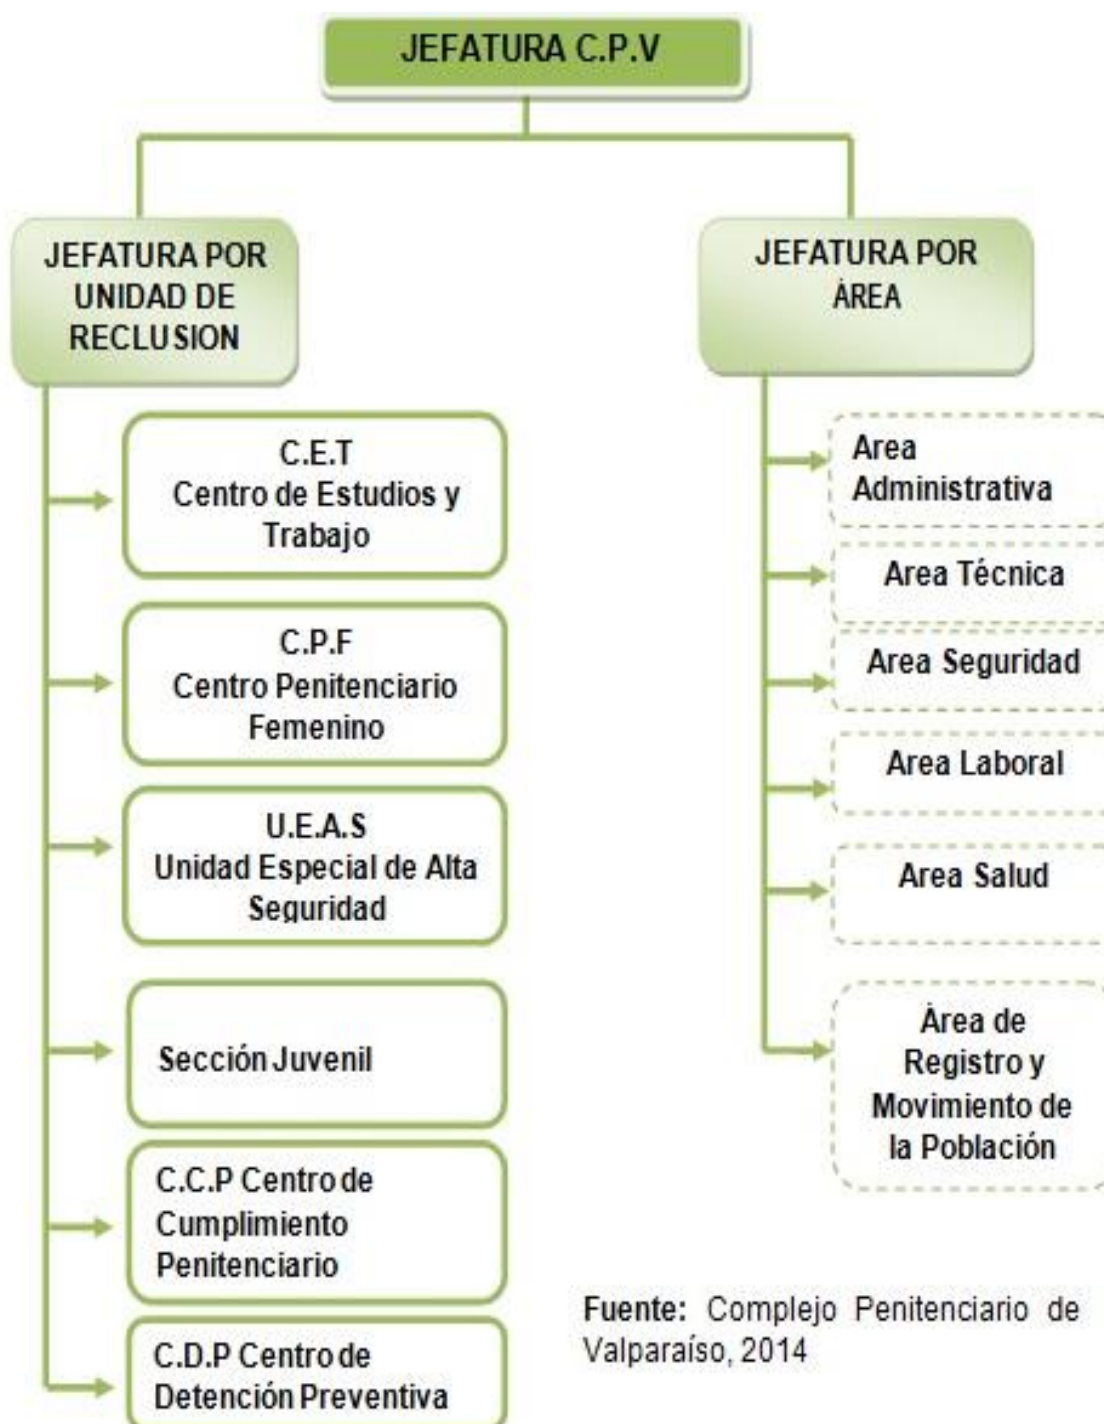 JEFATURA C.P.V
JEFATURA POR
UNIDAD DE
RECLUSION
C.E.T
Centro de Estudios y
Trabajo
C.P.F
Centro Penitenciario
Femenino
U.E.A.S
Unidad Especial de Alta
Seguridad
Sección Juvenil
C.C.P Centro de
Cumplimiento
Penitenciario
C.D.P Centro de
Detención Preventiva
JEFATURA POR
ÁREA
Area
Administrativa
Area Técnica
Area Seguridad
Area Laboral
Area Salud
Área de
Registro y
Movimiento de
la Población
Fuente: Complejo Penitenciario de
Valparaíso, 2014